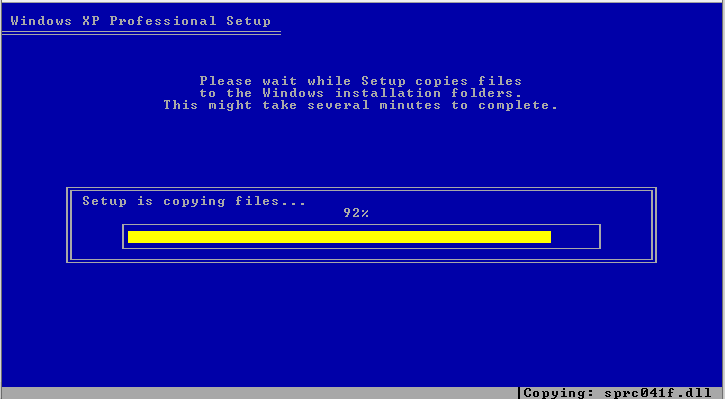 Windows XP Professional Setup
Please wait while Setup copies files
to the Windows installation folders.
This might take several minutes to complete.
Setup is copying files...
92%
Copying: sprc041f.dll